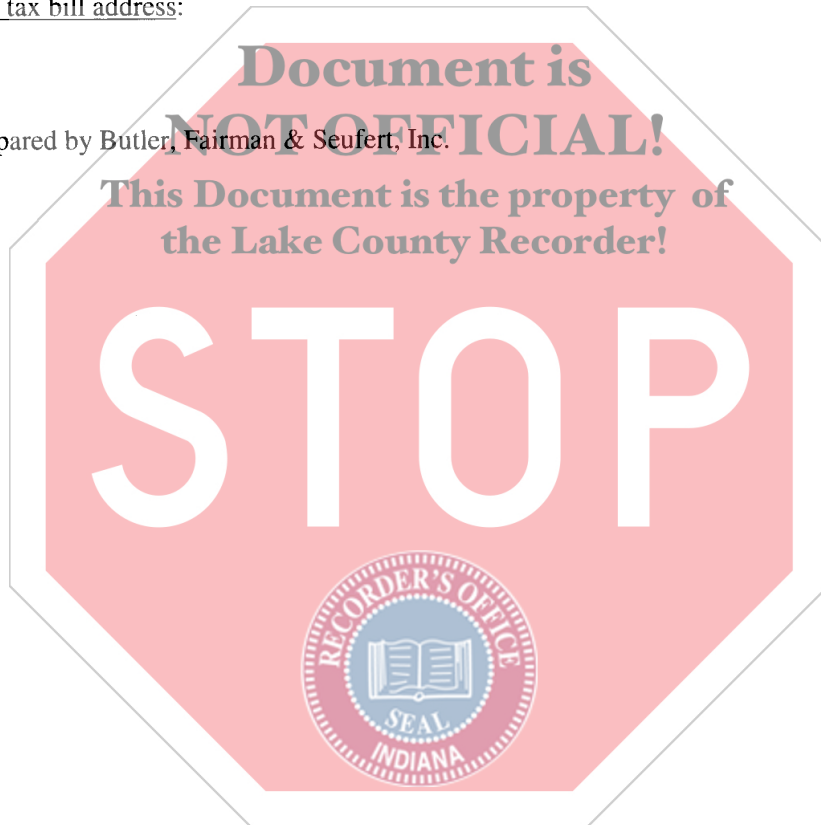 tax bill address:
Document is
NOT OFFICIAL!
pared by Butler, Fairman & Seufert, Inc.
This Document is the property of
the Lake County Recorder!
STOP
RECORDER'S OFFICE
SEAL
INDIANA